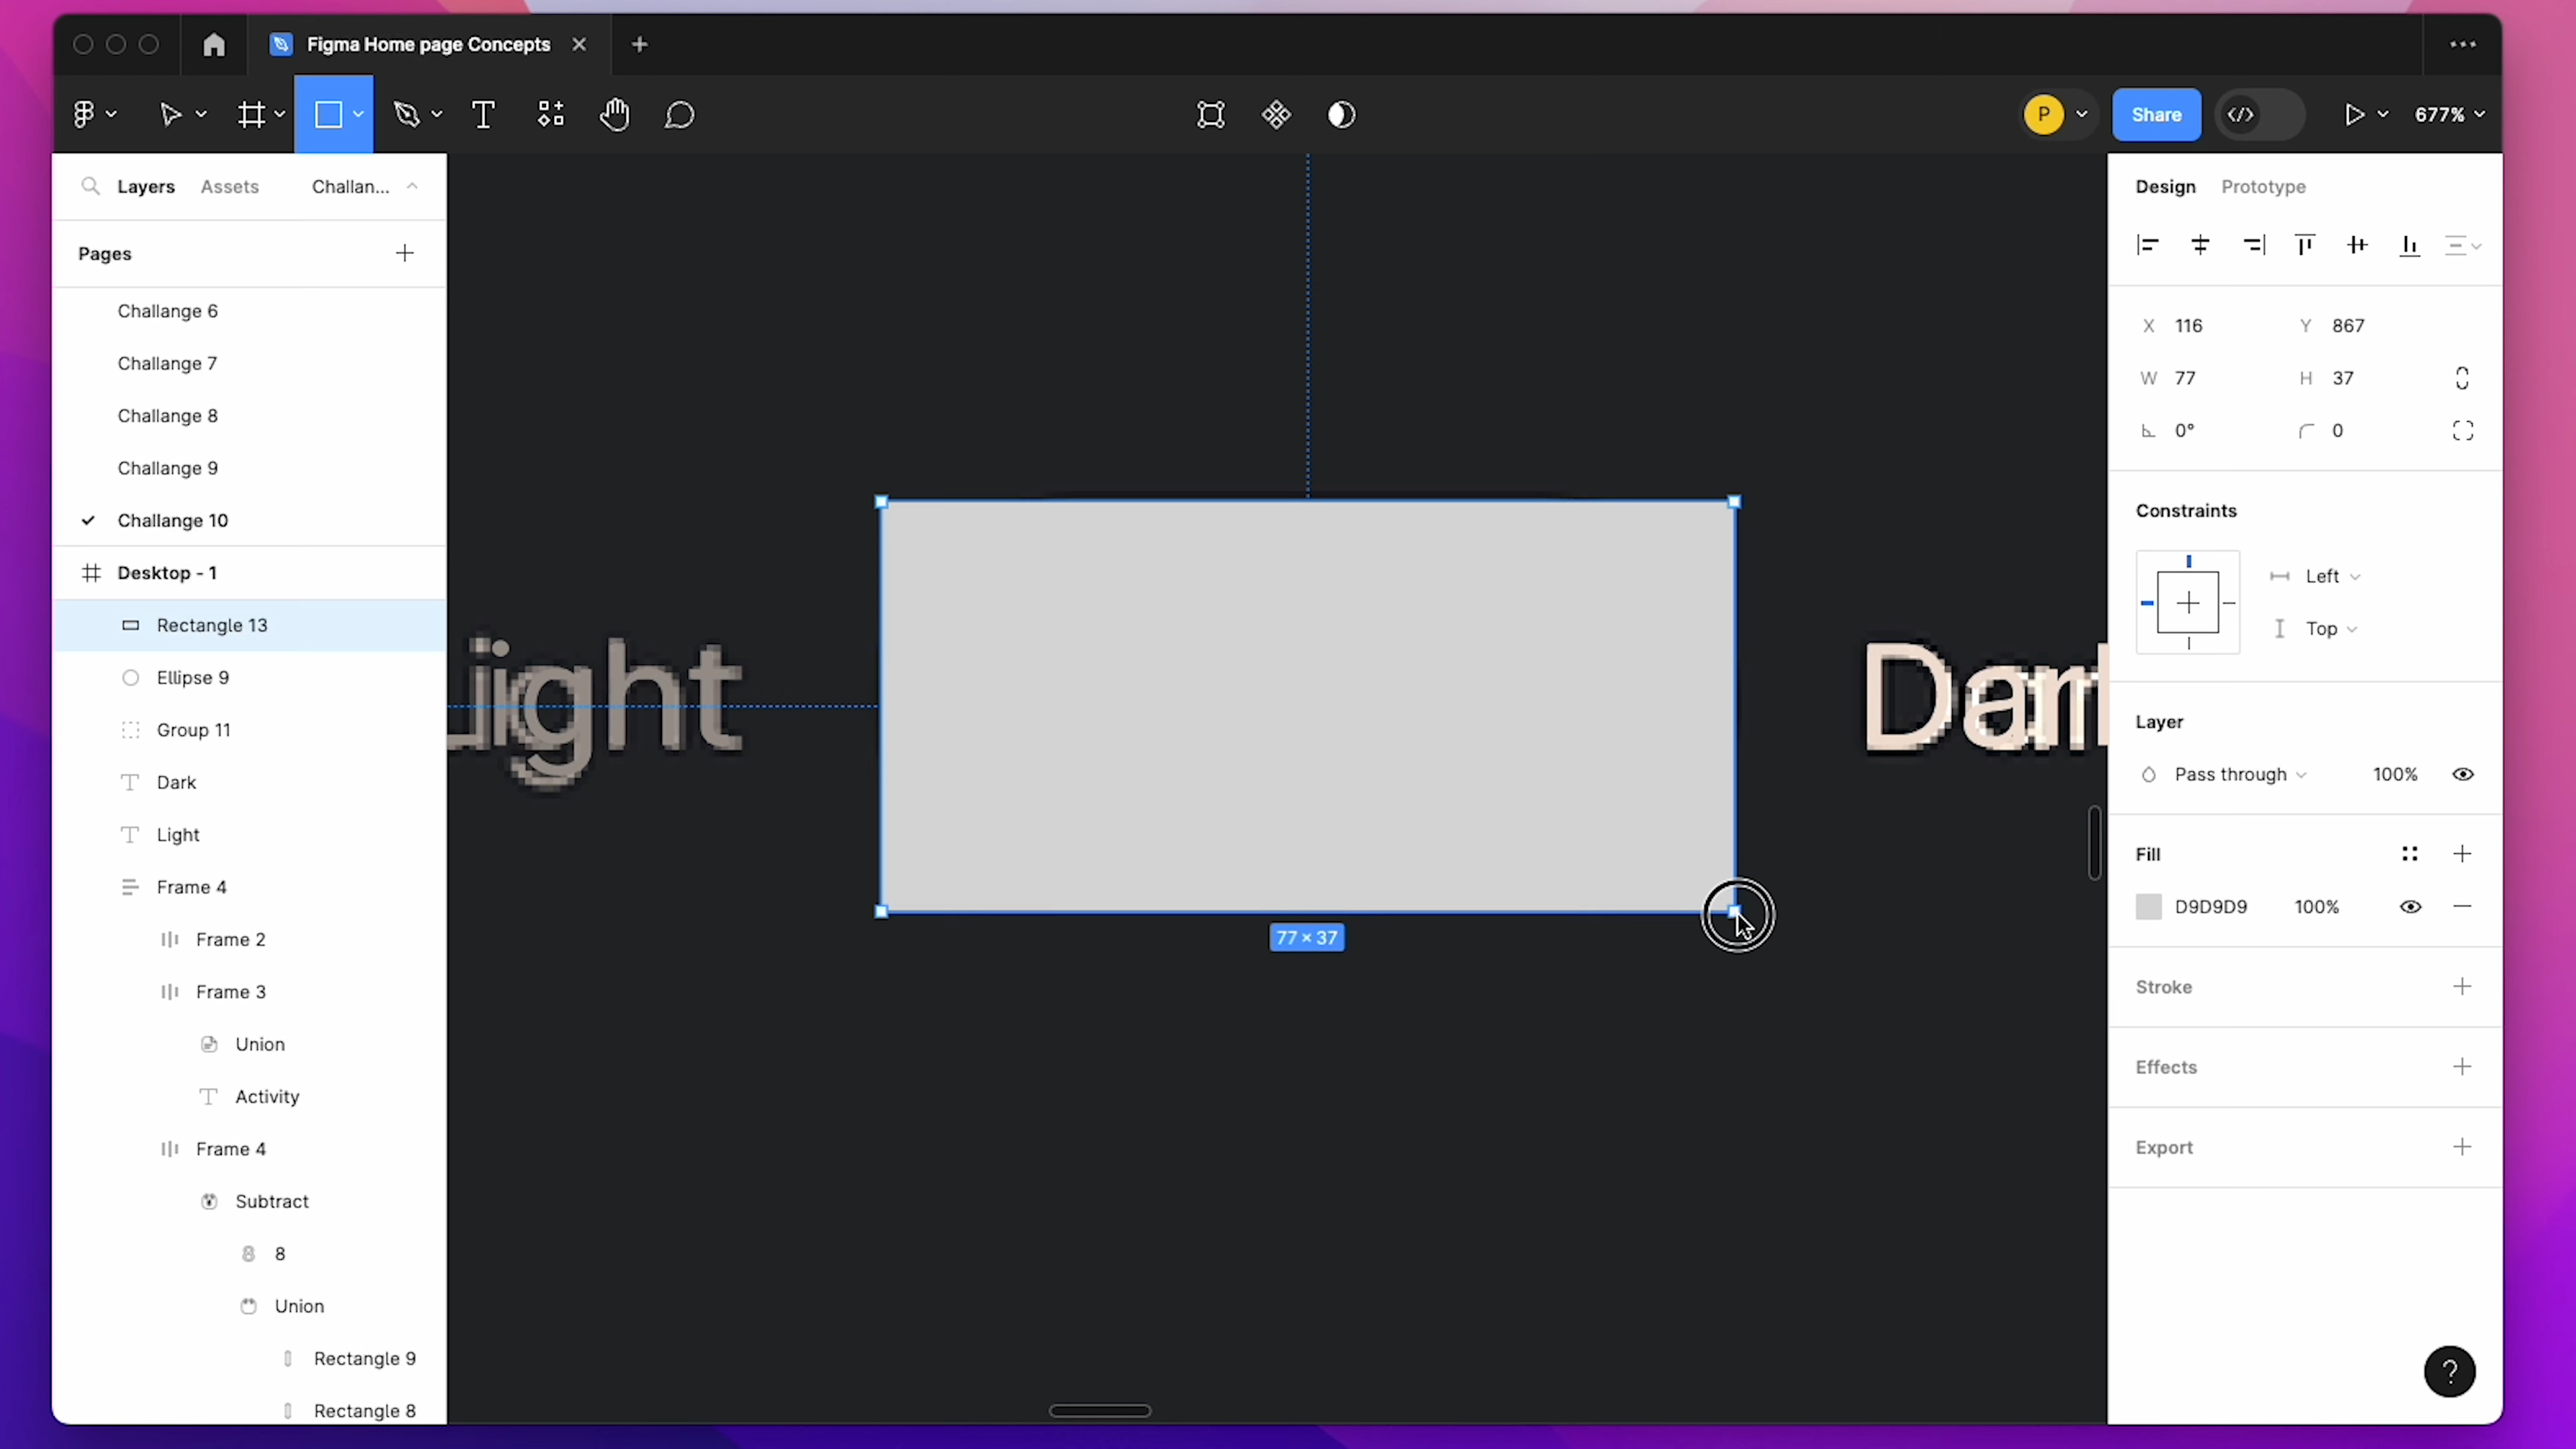 Figma Home page Concepts
P
Share
677%
Layers Assets Challan...
Pages
Challange 6
Challange 7
Challange 8
Challange 9
Challange 10
Desktop - 1
Rectangle 13
Ellipse 9
Group 11
Dark
Light
Frame 4
Frame 2
Frame 3
Union
Activity
Frame 4
Subtract
8
Union
Rectangle 9
Rectangle 8
Light
77 × 37
Dark
Design Prototype
X 116 Y 867
W 77 H 37
0° 0
Constraints
Left
Top
Layer
Pass through 100%
Fill
D9D9D9 100%
Stroke
Effects
Export
?